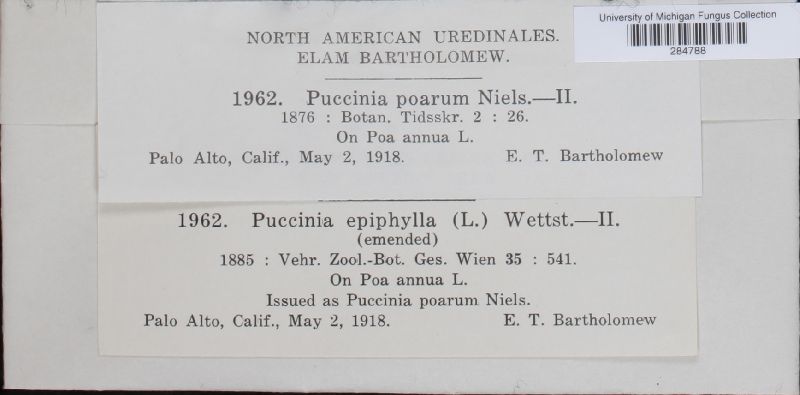 University of Michigan Fungus Collection
284788
NORTH AMERICAN UREDINALES.
ELAM BARTHOLOMEW.
1962. Puccinia poarum Niels.—II.
1876 : Botan. Tidsskr. 2 : 26.
On Poa annua L.
Palo Alto, Calif., May 2, 1918. E. T. Bartholomew
1962. Puccinia epiphylla (L.) Wettst.—II.
(emended)
1885 : Vehr. Zool.-Bot. Ges. Wien 35 : 541.
On Poa annua L.
Issued as Puccinia poarum Niels.
Palo Alto, Calif., May 2, 1918. E. T. Bartholomew